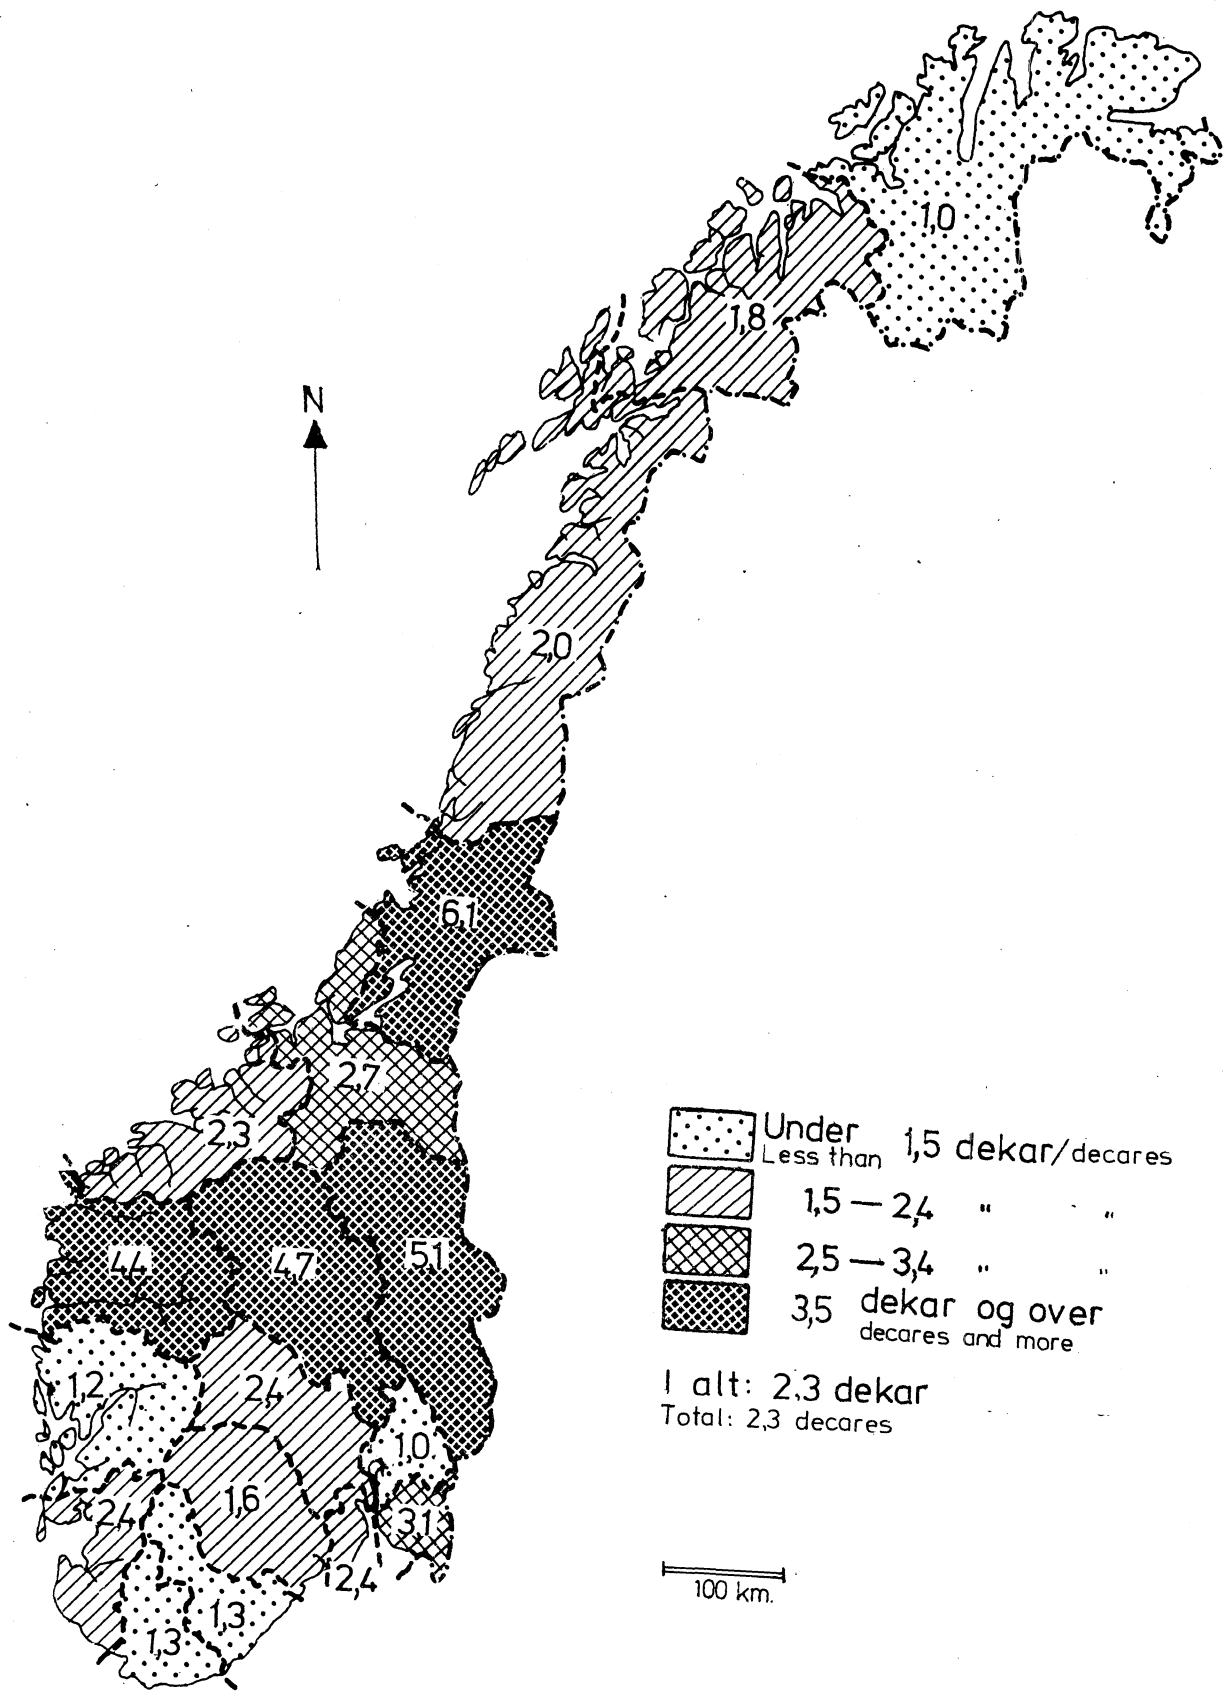 1,0
1,8
N
2,0
6,1
2,7
2,3
4,4
4,7
5,1
1,2
2,4
1,0
1,6
2,4
3,1
2,4
1,3
1,3
Under 1,5 dekar/decares
Less than
1,5 — 2,4 " "
2,5 — 3,4 " "
3,5 dekar og over
decares and more
I alt: 2,3 dekar
Total: 2,3 decares
100 km.